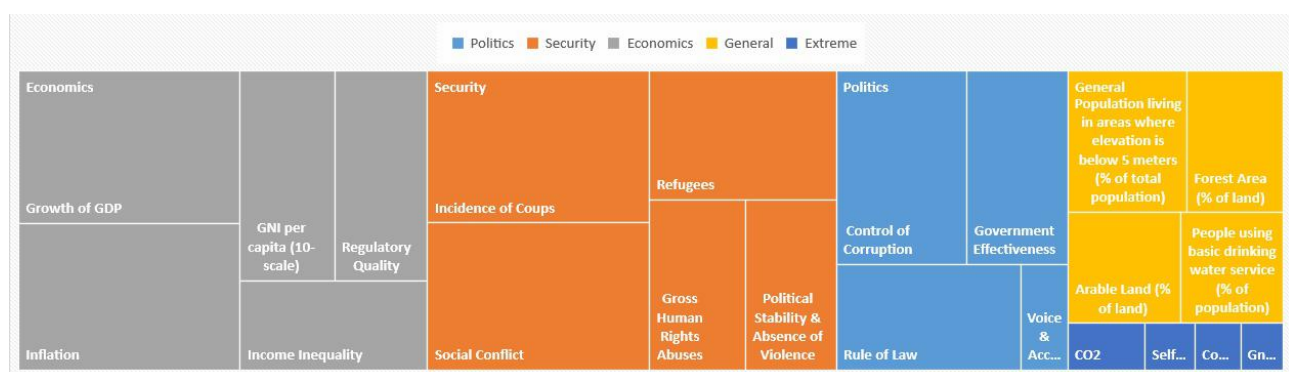 Politics Security Economics General Extreme
Economics
Growth of GDP
Inflation
GNI per
capita (10-
scale)
Regulatory
Quality
Income Inequality
Security
Incidence of Coups
Social Conflict
Refugees
Gross
Human
Rights
Abuses
Political
Stability &
Absence of
Violence
Politics
Control of
Corruption
Government
Effectiveness
Rule of Law
Voice
&
Acc...
General
Population living
in areas where
elevation is
below 5 meters
(% of total
population)
Forest Area
(% of land)
Arable Land (%
of land)
People using
basic drinking
water service
(% of
population)
CO2
Self...
Co...
Gn...